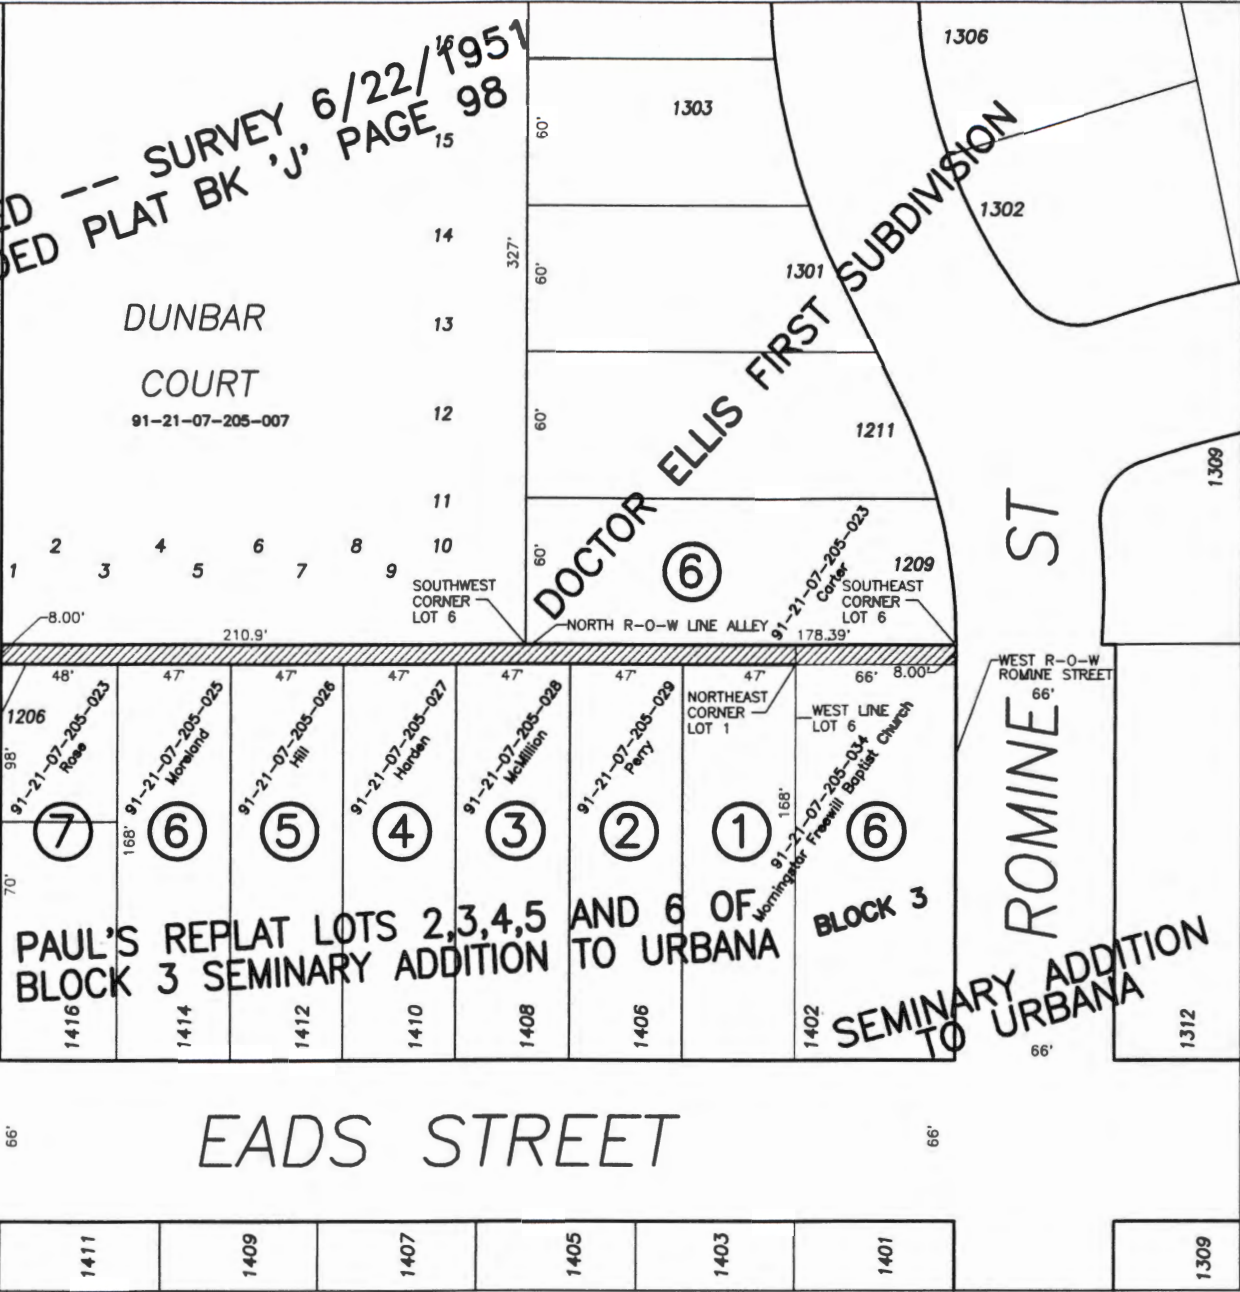 ED -- SURVEY 6/22/1951
DED PLAT BK 'J' PAGE 98
16
15
14
13
12
11
10
DUNBAR
COURT
91-21-07-205-007
1
2
3
4
5
6
7
8
9
8.00'
210.9'
327'
SOUTHWEST
CORNER
LOT 6
60'
60'
60'
60'
1303
1301
1211
1209
1306
1302
1309
DOCTOR ELLIS FIRST SUBDIVISION
6
91-21-07-205-023
Carter
SOUTHEAST
CORNER
LOT 6
NORTH R-O-W LINE ALLEY
178.39'
ROMINE ST
WEST R-O-W
ROMINE STREET
66'
48'
47'
47'
47'
47'
47'
47'
66'
8.00'
1206
98'
70'
168'
91-21-07-205-023
Rose
91-21-07-205-025
Moreland
91-21-07-205-026
Hill
91-21-07-205-027
Harden
91-21-07-205-028
McMillion
91-21-07-205-029
Perry
NORTHEAST
CORNER
LOT 1
WEST LINE
LOT 6
168'
91-21-07-205-034
Morningstar Freewill Baptist Church
7
6
5
4
3
2
1
6
PAUL'S REPLAT LOTS 2,3,4,5 AND 6 OF
BLOCK 3 SEMINARY ADDITION TO URBANA
BLOCK 3
SEMINARY ADDITION
TO URBANA
1416
1414
1412
1410
1408
1406
1402
66'
1312
66'
EADS STREET
66'
1411
1409
1407
1405
1403
1401
1309